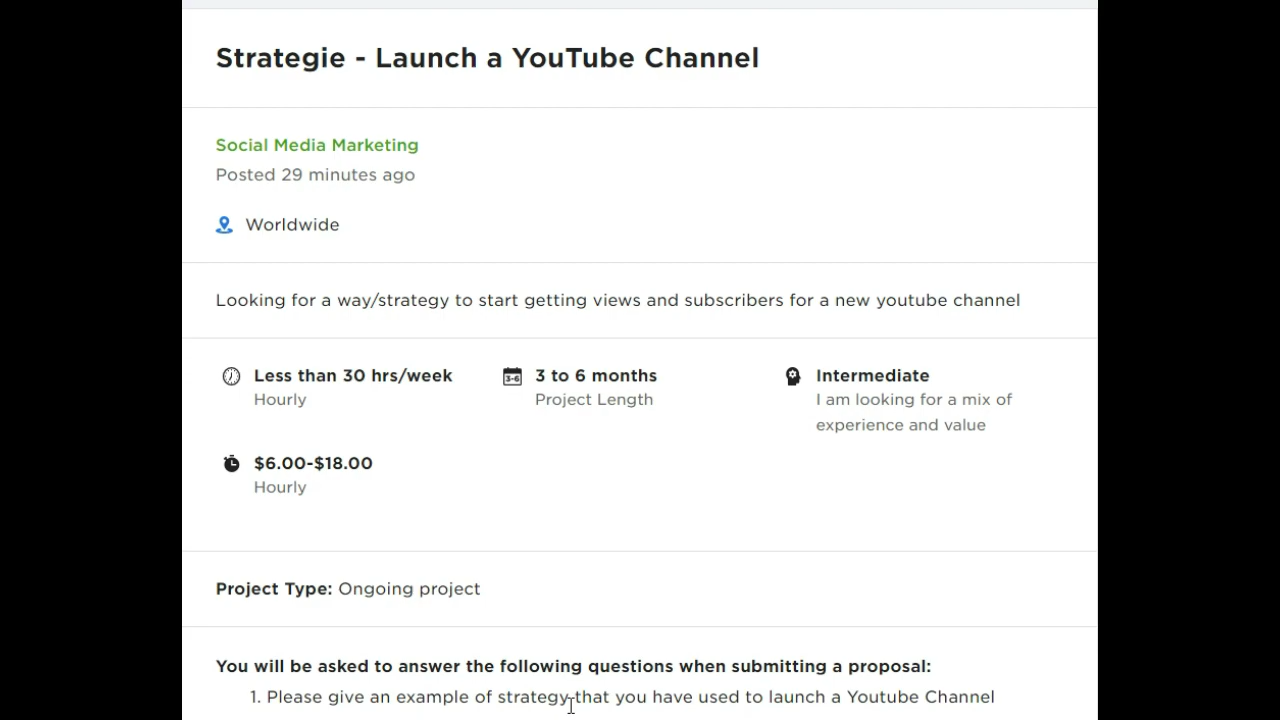 Strategie - Launch a YouTube Channel
Social Media Marketing
Posted 29 minutes ago
Worldwide
Looking for a way/strategy to start getting views and subscribers for a new youtube channel
Less than 30 hrs/week
Hourly
3-6
3 to 6 months
Project Length
Intermediate
I am looking for a mix of
experience and value
$6.00-$18.00
Hourly
Project Type: Ongoing project
You will be asked to answer the following questions when submitting a proposal:
1. Please give an example of strategy that you have used to launch a Youtube Channel